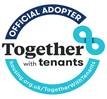 OFFICIAL ADOPTER
Together
with tenants
housing.org.uk/TogetherWithTenants